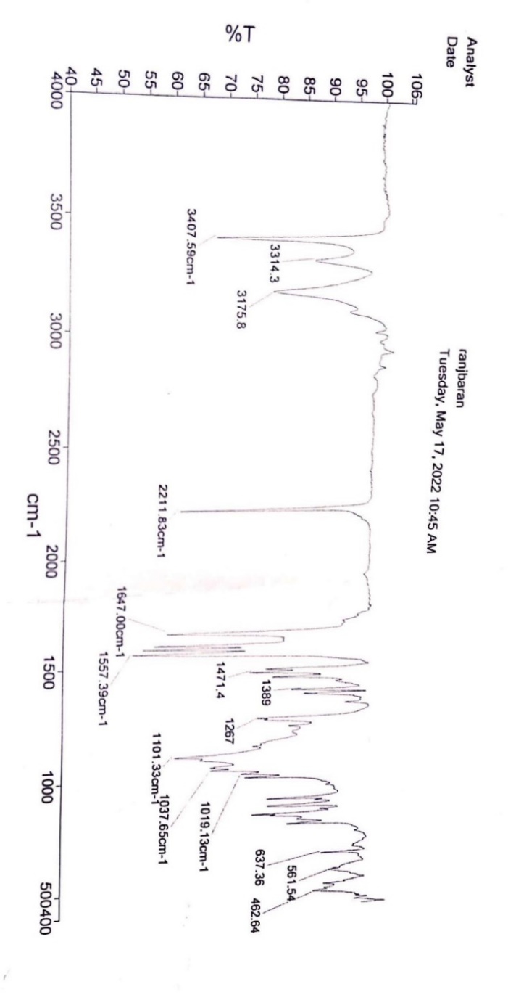 Analyst
Date
ranjbaran
Tuesday, May 17, 2022 10:45 AM
%T
106
100
95
90
85
80
75
70
65
60
55
50
45
40
4000
3500
3000
2500
2000
1500
1000
500400
cm-1
3407.59cm-1
3314.3
3175.8
2211.83cm-1
1647.00cm-1
1557.39cm-1
1471.4
1389
1267
1101.33cm-1
1037.65cm-1
1019.13cm-1
637.36
561.54
462.64